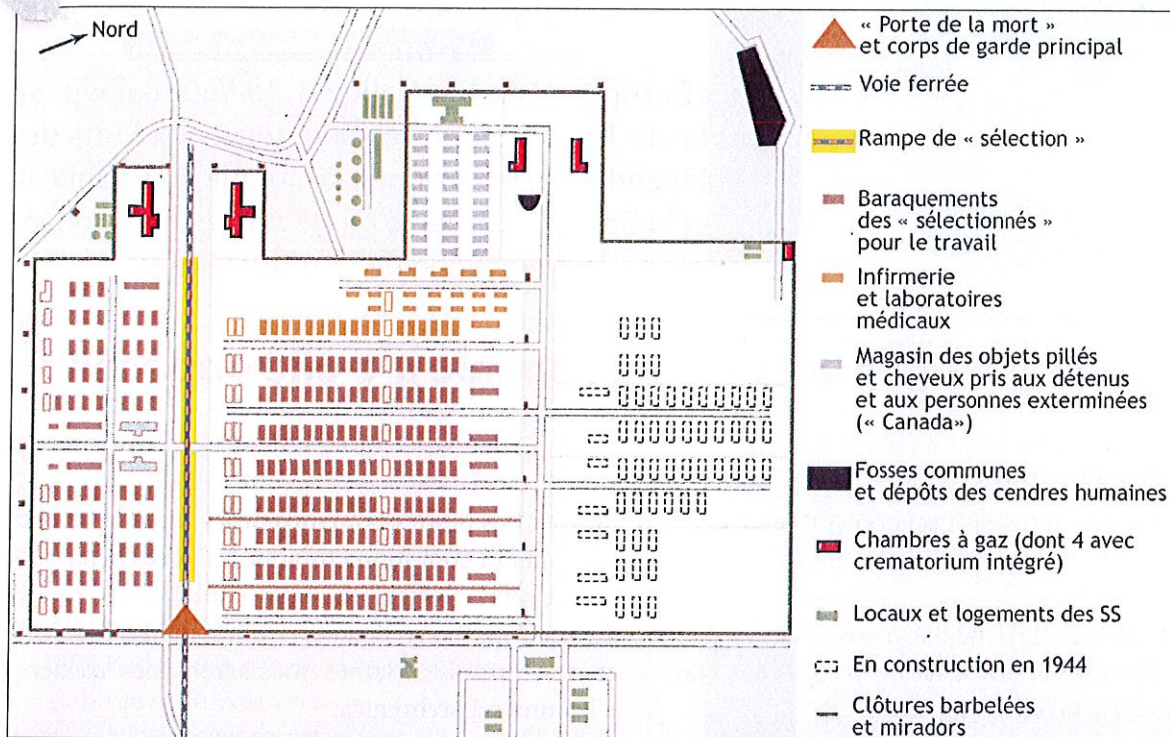 Nord
« Porte de la mort »
et corps de garde principal
Voie ferrée
Rampe de « sélection »
Baraquements
des « sélectionnés »
pour le travail
Infirmerie
et laboratoires
médicaux
Magasin des objets pillés
et cheveux pris aux détenus
et aux personnes exterminées
(« Canada»)
Fosses communes
et dépôts des cendres humaines
Chambres à gaz (dont 4 avec
crematorium intégré)
Locaux et logements des SS
En construction en 1944
Clôtures barbelées
et miradors